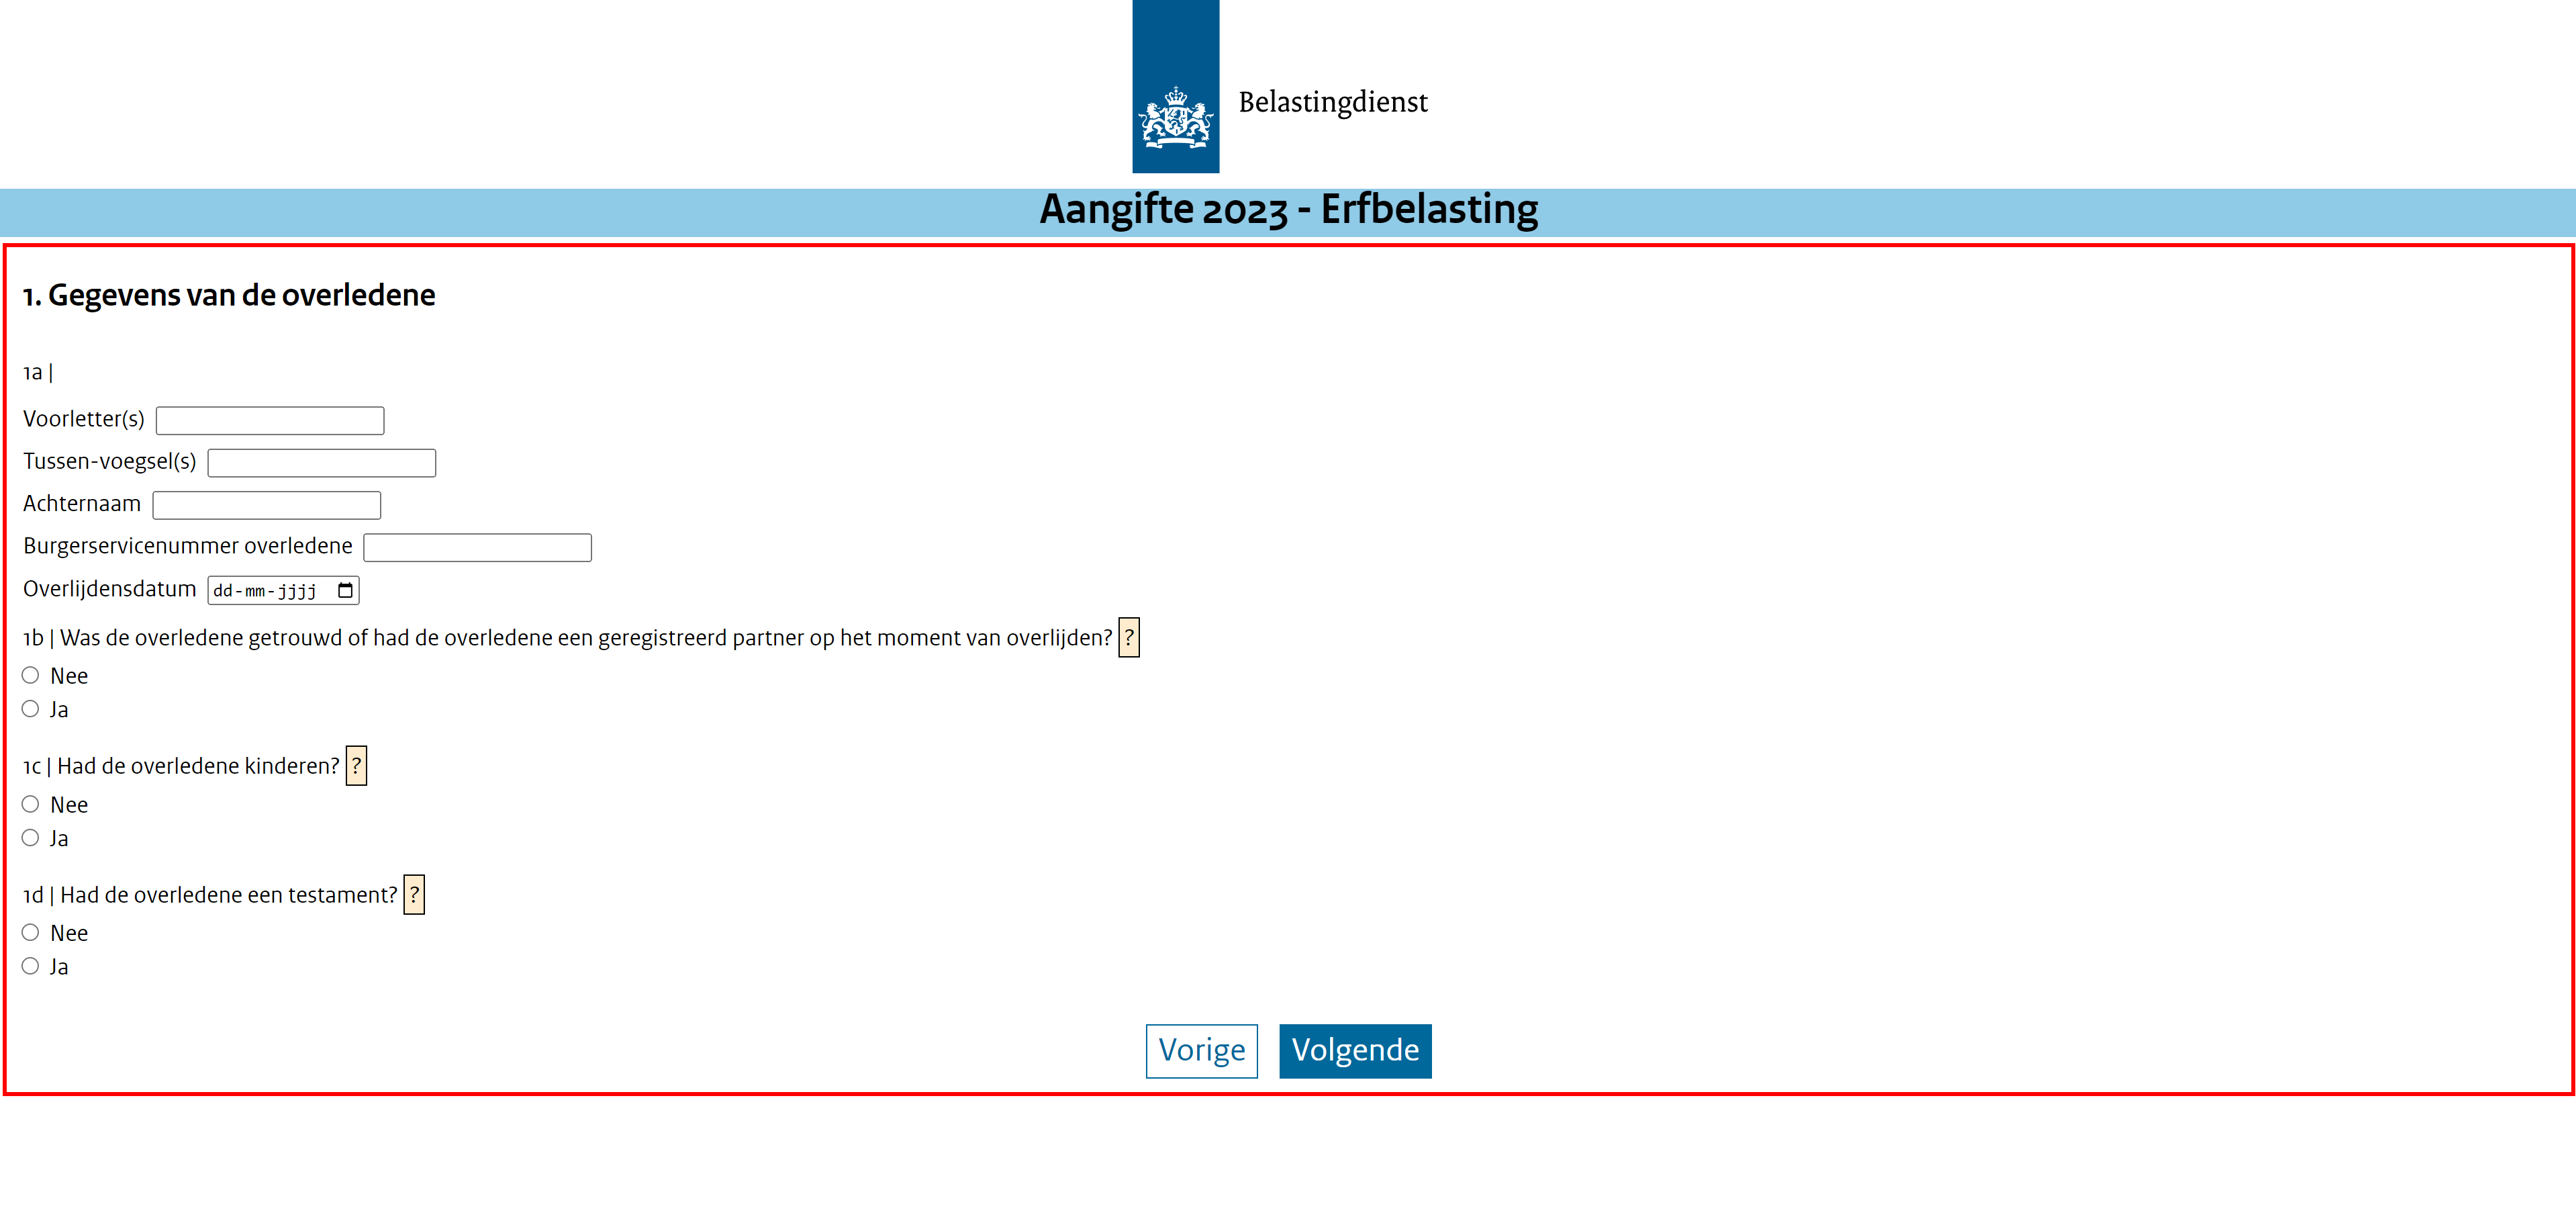 Belastingdienst
Aangifte 2023 - Erfbelasting
1. Gegevens van de overledene
1a |
Voorletter(s)
Tussen-voegsel(s)
Achternaam
Burgerservicenummer overledene
Overlijdensdatum dd-mm-jjjj
1b | Was de overledene getrouwd of had de overledene een geregistreerd partner op het moment van overlijden? ?
Nee
Ja
1c | Had de overledene kinderen? ?
Nee
Ja
1d | Had de overledene een testament? ?
Nee
Ja
Vorige Volgende